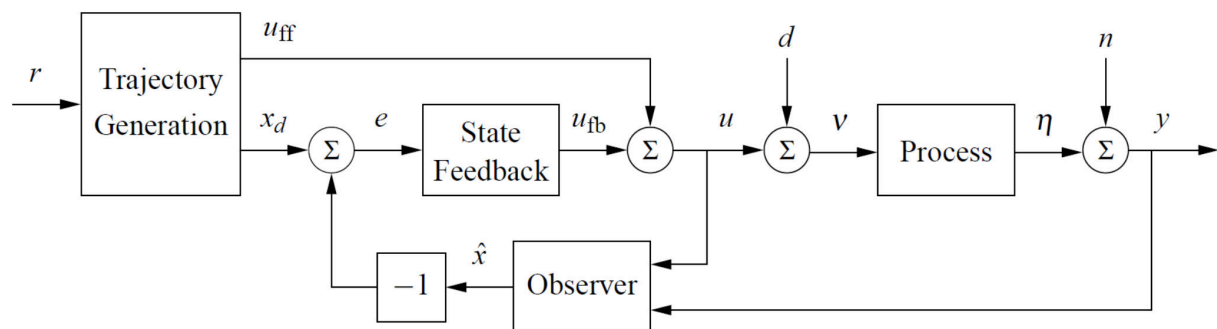 u_ff
d
n
r
Trajectory
Generation
x_d
Σ
e
State
Feedback
u_fb
Σ
u
Σ
ν
Process
η
Σ
y
−1
x̂
Observer